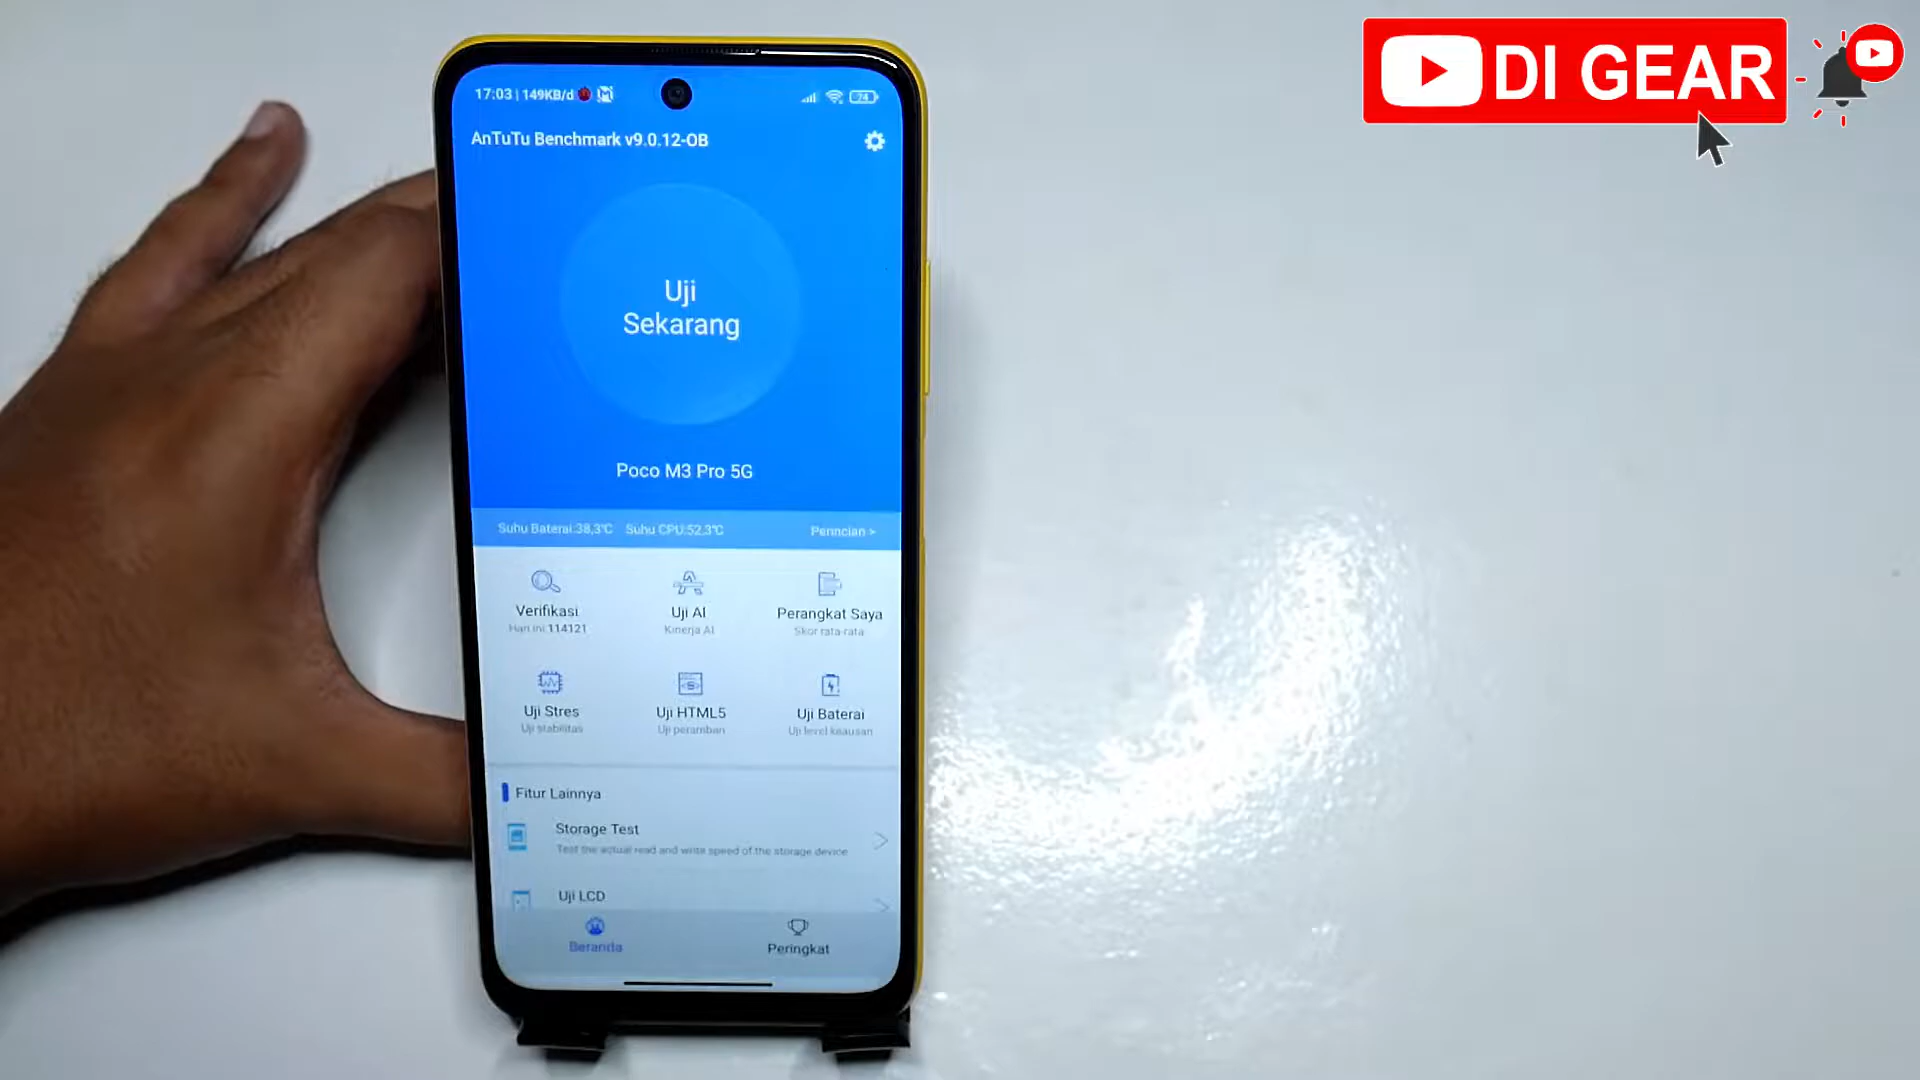 DI GEAR
17:03 | 149KB/d
74
AnTuTu Benchmark v9.0.12-OB
Uji
Sekarang
Poco M3 Pro 5G
Suhu Baterai:38,3℃ Suhu CPU:52,3℃ Perincian >
Verifikasi
Hari ini:114121
Uji AI
Kinerja AI
Perangkat Saya
Skor rata-rata
Uji Stres
Uji stabilitas
Uji HTML5
Uji peramban
Uji Baterai
Uji level keausan
Fitur Lainnya
Storage Test
Test the actual read and write speed of the storage device
Uji LCD
Beranda
Peringkat